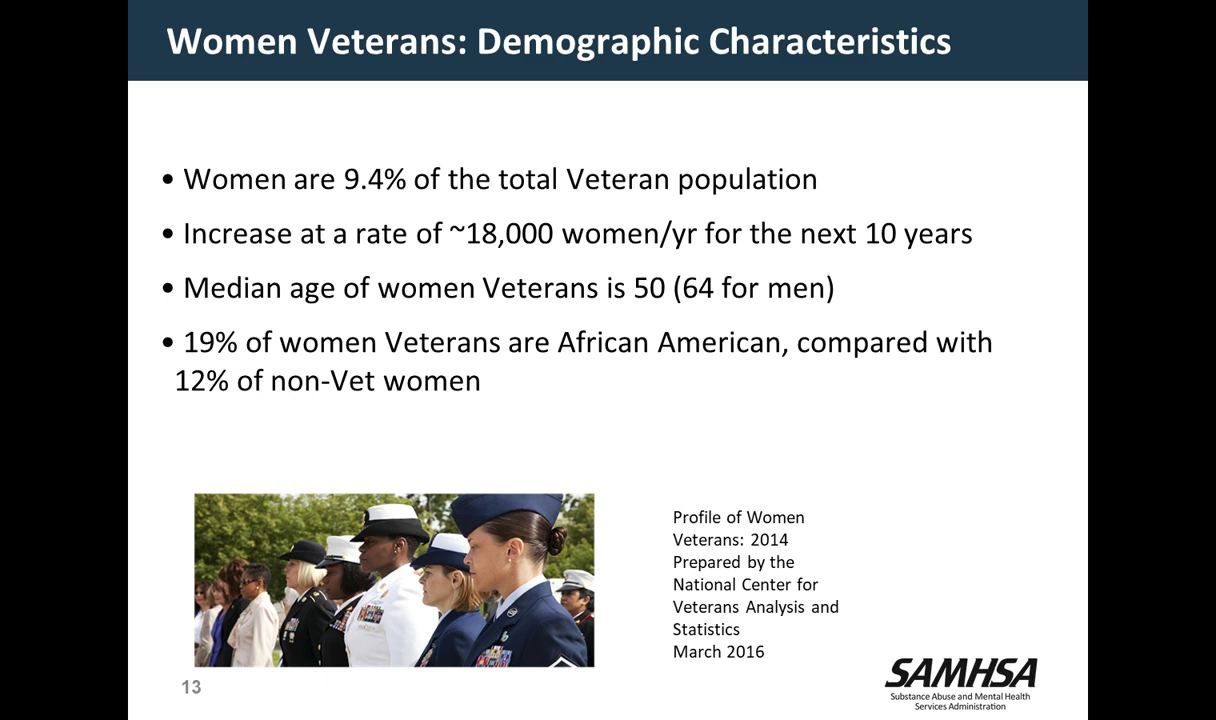 Women Veterans: Demographic Characteristics
• Women are 9.4% of the total Veteran population
• Increase at a rate of ~18,000 women/yr for the next 10 years
• Median age of women Veterans is 50 (64 for men)
• 19% of women Veterans are African American, compared with
12% of non-Vet women
Profile of Women
Veterans: 2014
Prepared by the
National Center for
Veterans Analysis and
Statistics
March 2016
13
SAMHSA
Substance Abuse and Mental Health
Services Administration